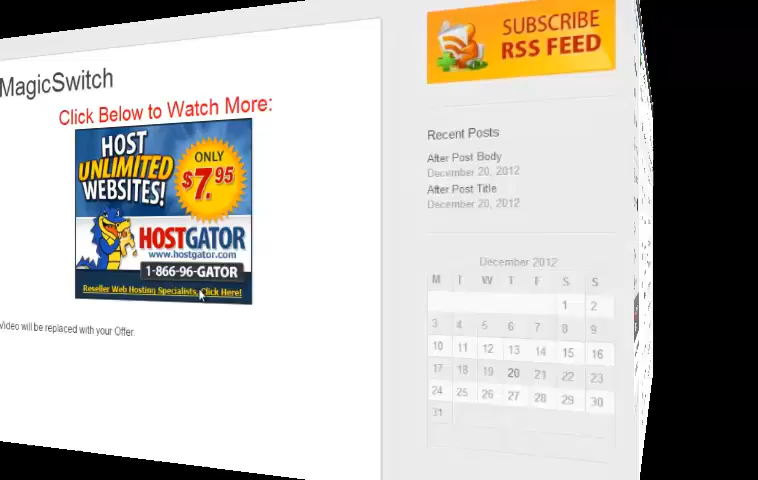 MagicSwitch
Click Below to Watch More:
HOST
UNLIMITED
WEBSITES!
ONLY
$7.95
HOSTGATOR
www.hostgator.com
1-866-96-GATOR
Reseller Web Hosting Specialists, Click Here!
Video will be replaced with your Offer.
SUBSCRIBE
RSS FEED
Recent Posts
After Post Body
December 20, 2012
After Post Title
December 20, 2012
December 2012
M T W T F S S
1 2
3 4 5 6 7 8 9
10 11 12 13 14 15 16
17 18 19 20 21 22 23
24 25 26 27 28 29 30
31